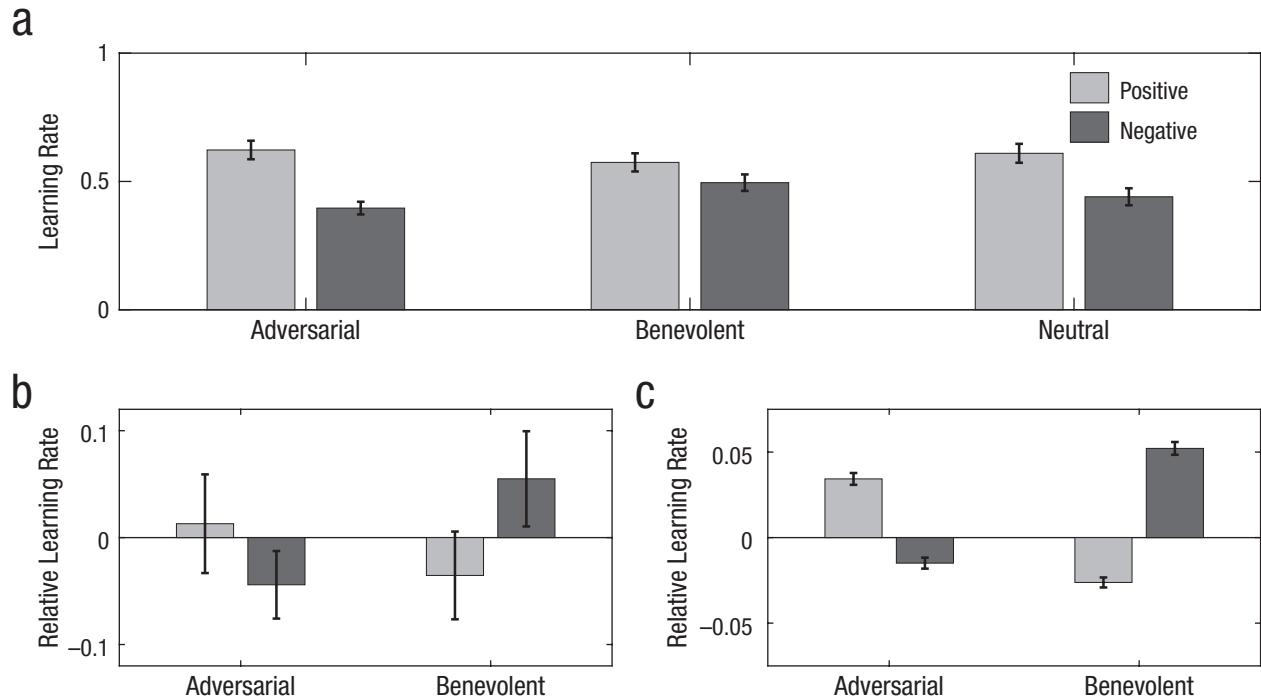 a
1
0.5
0
Learning Rate
Positive
Negative
Adversarial Benevolent Neutral
b
0.1
0
–0.1
Relative Learning Rate
Adversarial Benevolent
c
0.05
0
–0.05
Relative Learning Rate
Adversarial Benevolent